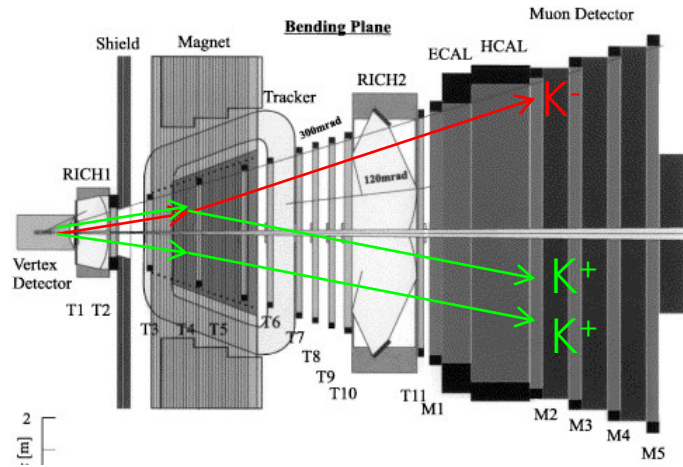 Bending Plane
Muon Detector
Shield
Magnet
ECAL
HCAL
RICH2
Tracker
RICH1
300mrad
120mrad
K⁻
Vertex
Detector
K⁺
K⁺
T1
T2
T3
T4
T5
T6
T7
T8
T9
T10
T11
M1
M2
M3
M4
M5
2
[m]